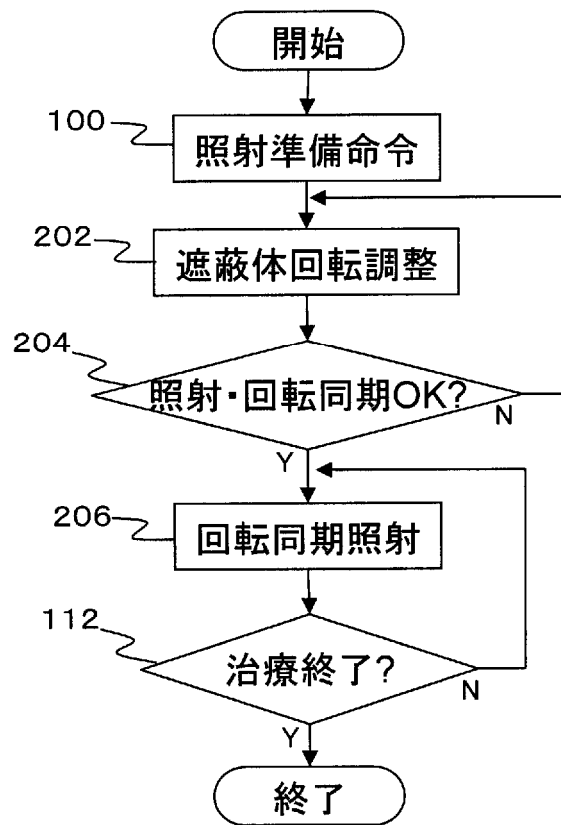 開始
100
照射準備命令
202
遮蔽体回転調整
204
照射・回転同期OK?
N
Y
206
回転同期照射
112
治療終了?
N
Y
終了